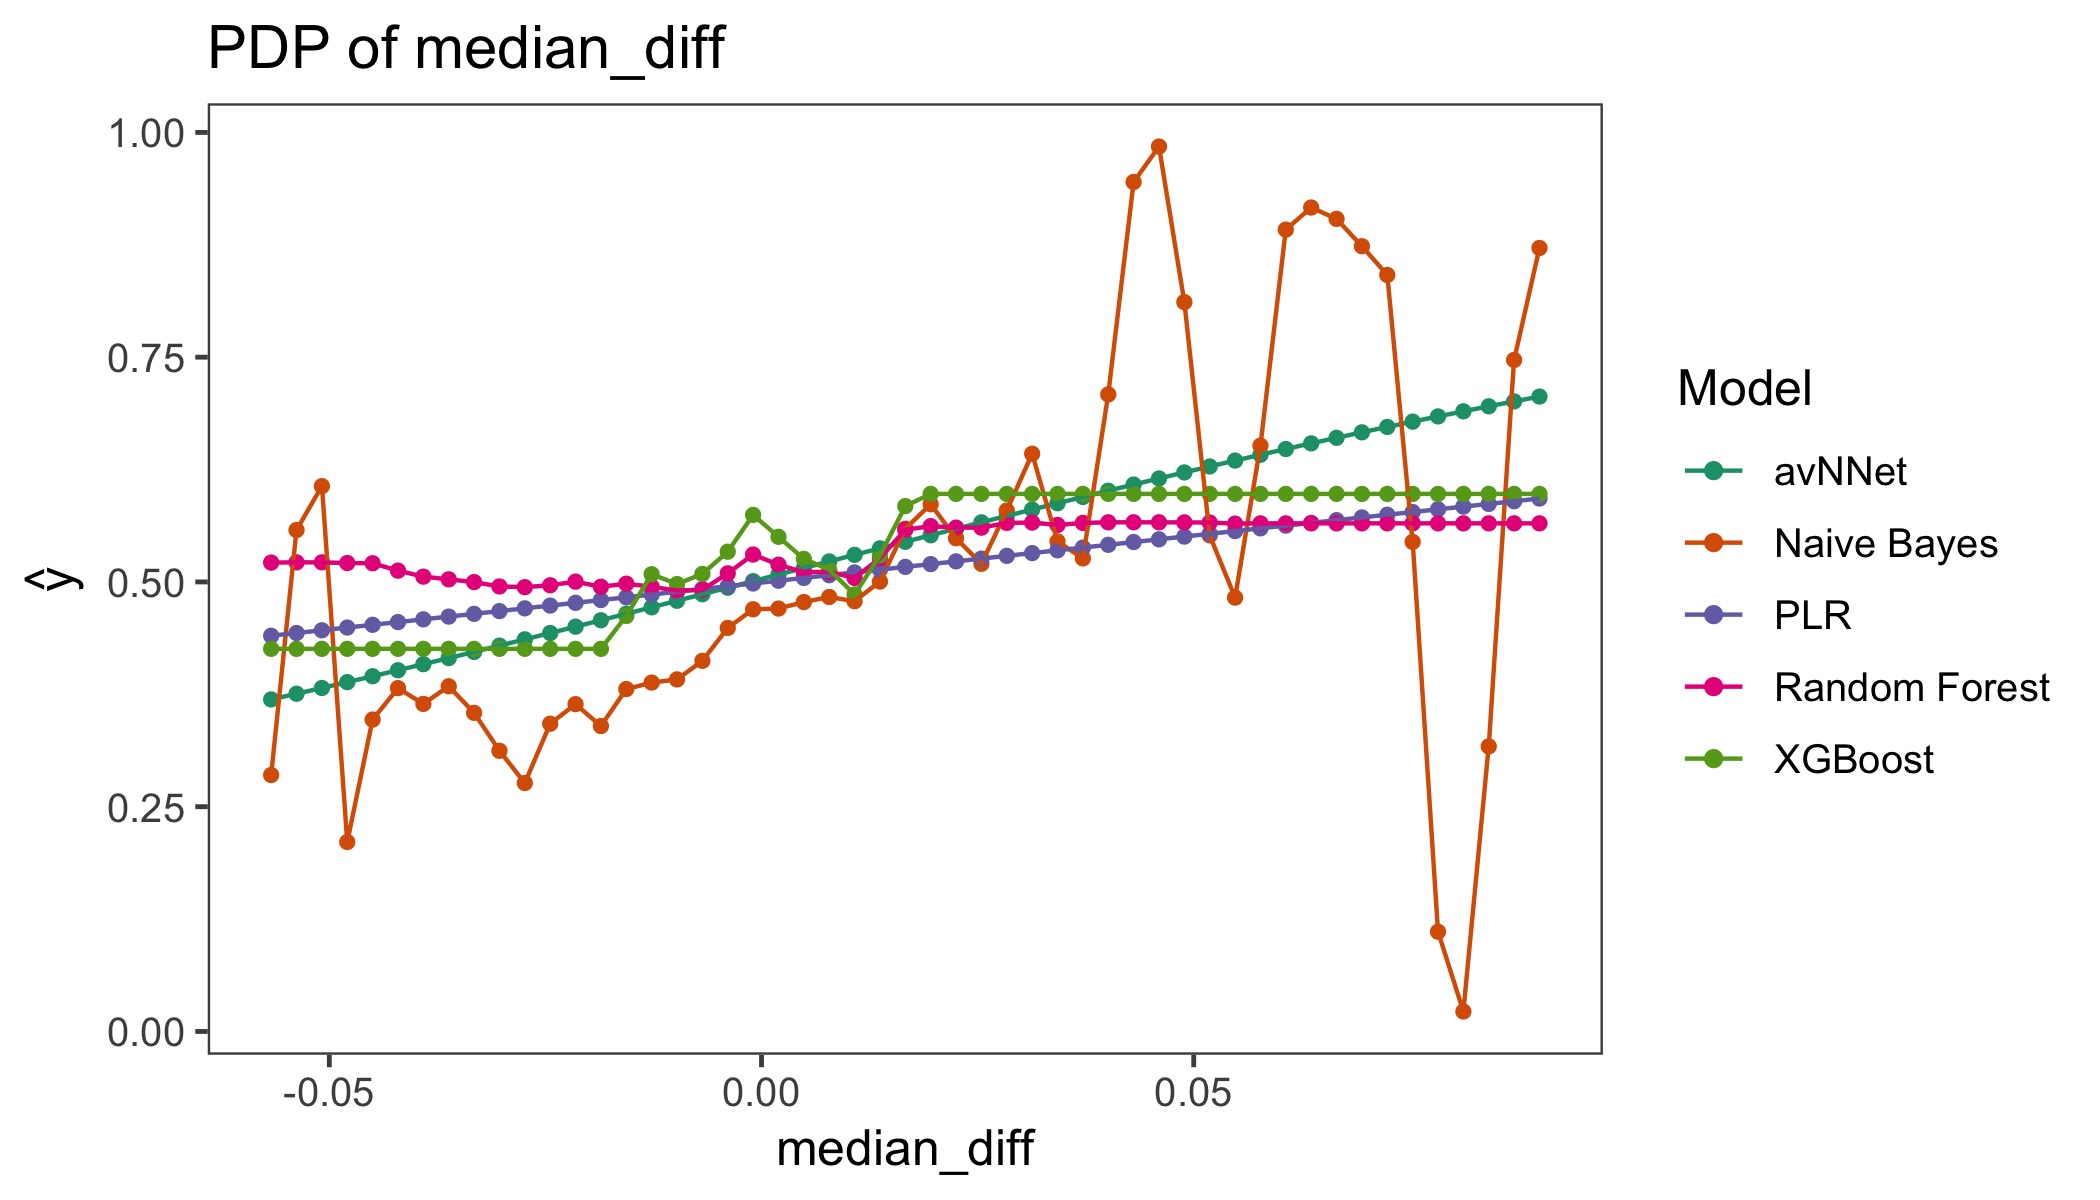 PDP of median_diff
1.00
0.75
0.50
0.25
0.00
ŷ
-0.05
0.00
0.05
median_diff
Model
avNNet
Naive Bayes
PLR
Random Forest
XGBoost